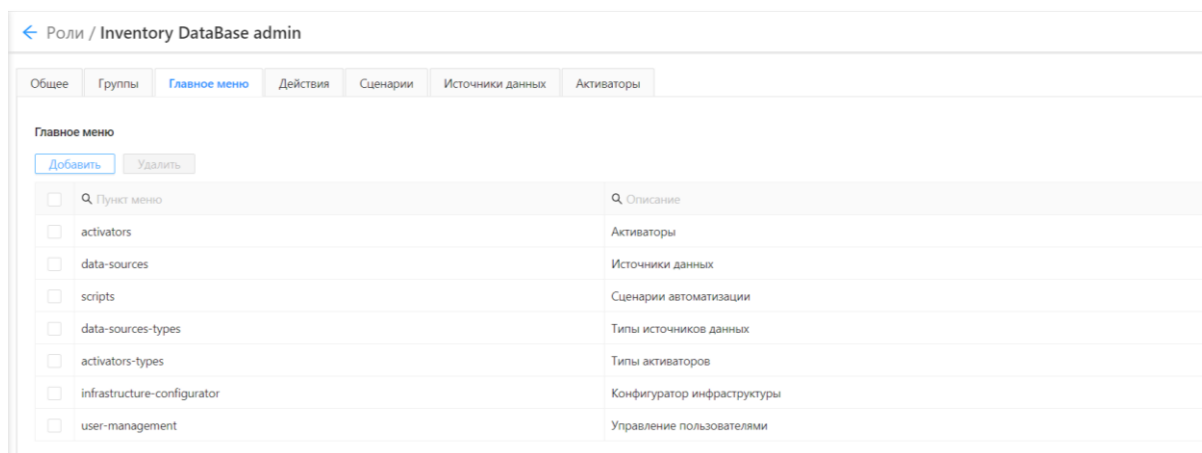 ← Роли / Inventory DataBase admin
Общее Группы Главное меню Действия Сценарии Источники данных Активаторы
Главное меню
Добавить Удалить
Пункт меню Описание
activators Активаторы
data-sources Источники данных
scripts Сценарии автоматизации
data-sources-types Типы источников данных
activators-types Типы активаторов
infrastructure-configurator Конфигуратор инфраструктуры
user-management Управление пользователями